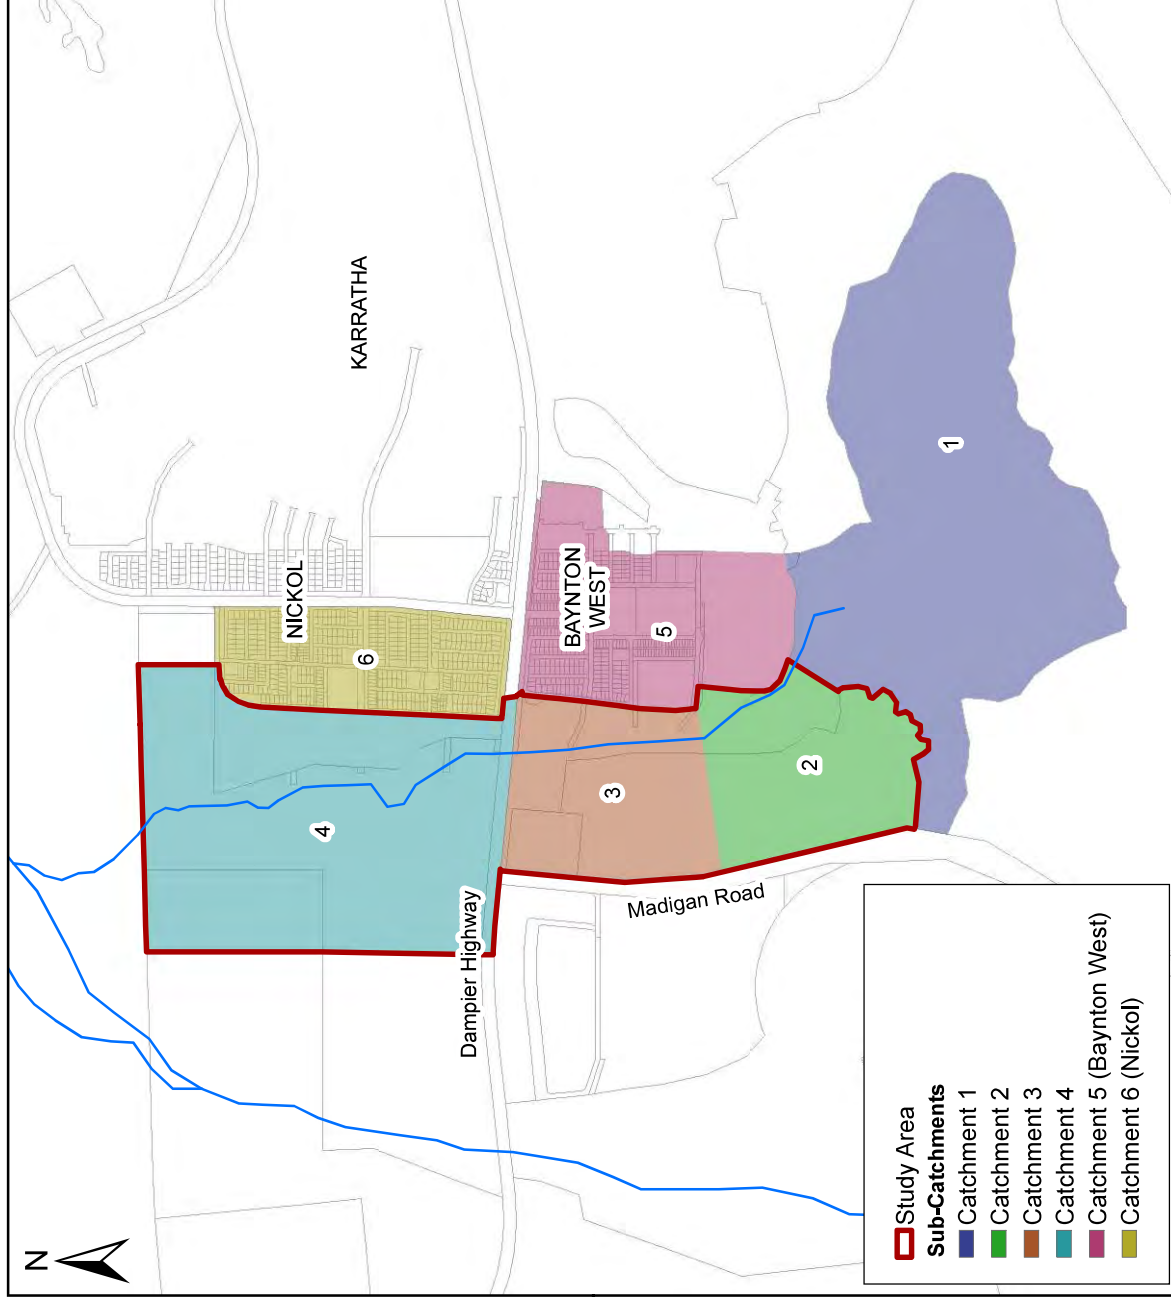 N
KARRATHA
NICKOL
6
4
BAYNTON
WEST
5
3
2
1
Dampier Highway
Madigan Road
Study Area
Sub-Catchments
Catchment 1
Catchment 2
Catchment 3
Catchment 4
Catchment 5 (Baynton West)
Catchment 6 (Nickol)